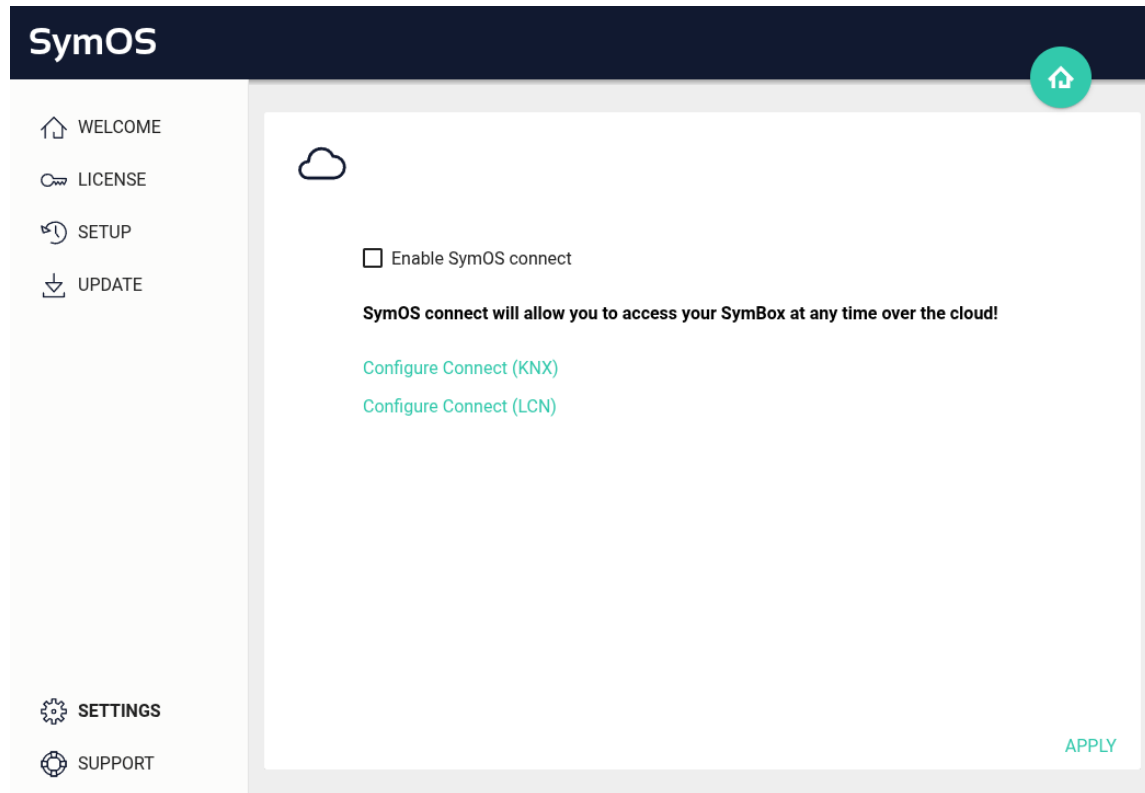 SymOS
WELCOME
LICENSE
SETUP
UPDATE
SETTINGS
SUPPORT
Enable SymOS connect
SymOS connect will allow you to access your SymBox at any time over the cloud!
Configure Connect (KNX)
Configure Connect (LCN)
APPLY